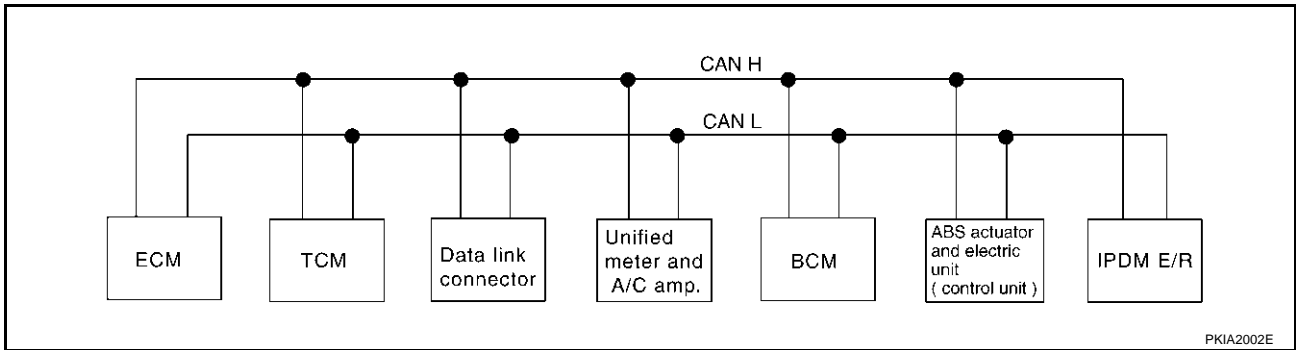 CAN H
CAN L
ECM
TCM
Data link
connector
Unified
meter and
A/C amp.
BCM
ABS actuator
and electric
unit
( control unit )
IPDM E/R
PKIA2002E